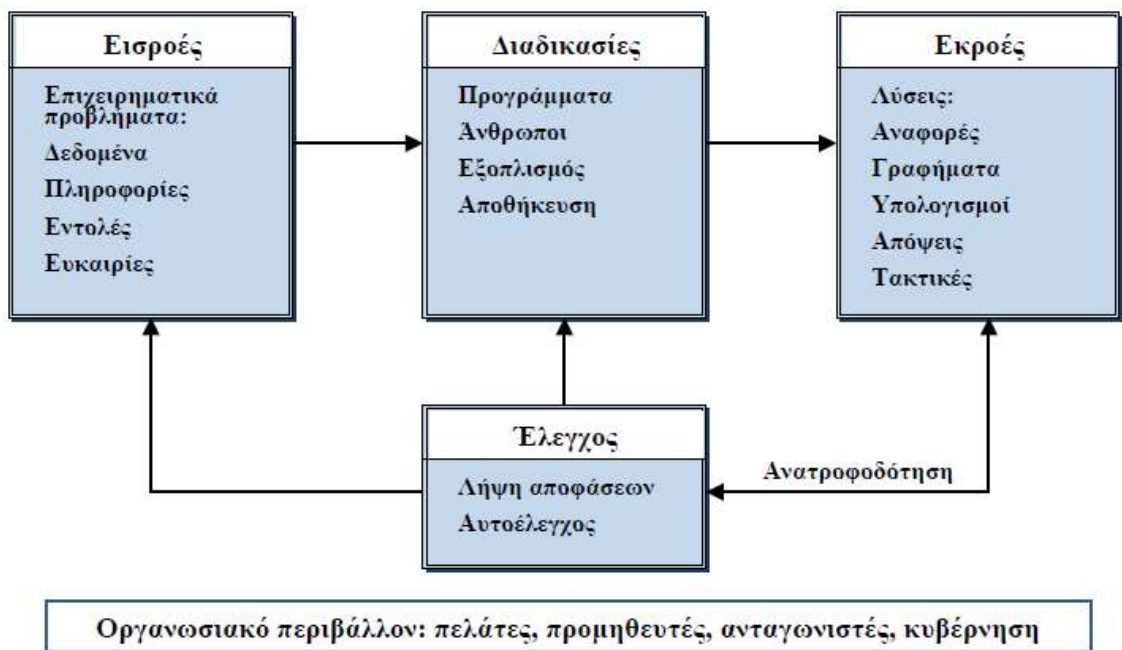 Εισροές
Επιχειρηματικά
προβλήματα:
Δεδομένα
Πληροφορίες
Εντολές
Ευκαιρίες
Διαδικασίες
Προγράμματα
Άνθρωποι
Εξοπλισμός
Αποθήκευση
Εκροές
Λύσεις:
Αναφορές
Γραφήματα
Υπολογισμοί
Απόψεις
Τακτικές
Έλεγχος
Λήψη αποφάσεων
Αυτοέλεγχος
Ανατροφοδότηση
Οργανωσιακό περιβάλλον: πελάτες, προμηθευτές, ανταγωνιστές, κυβέρνηση